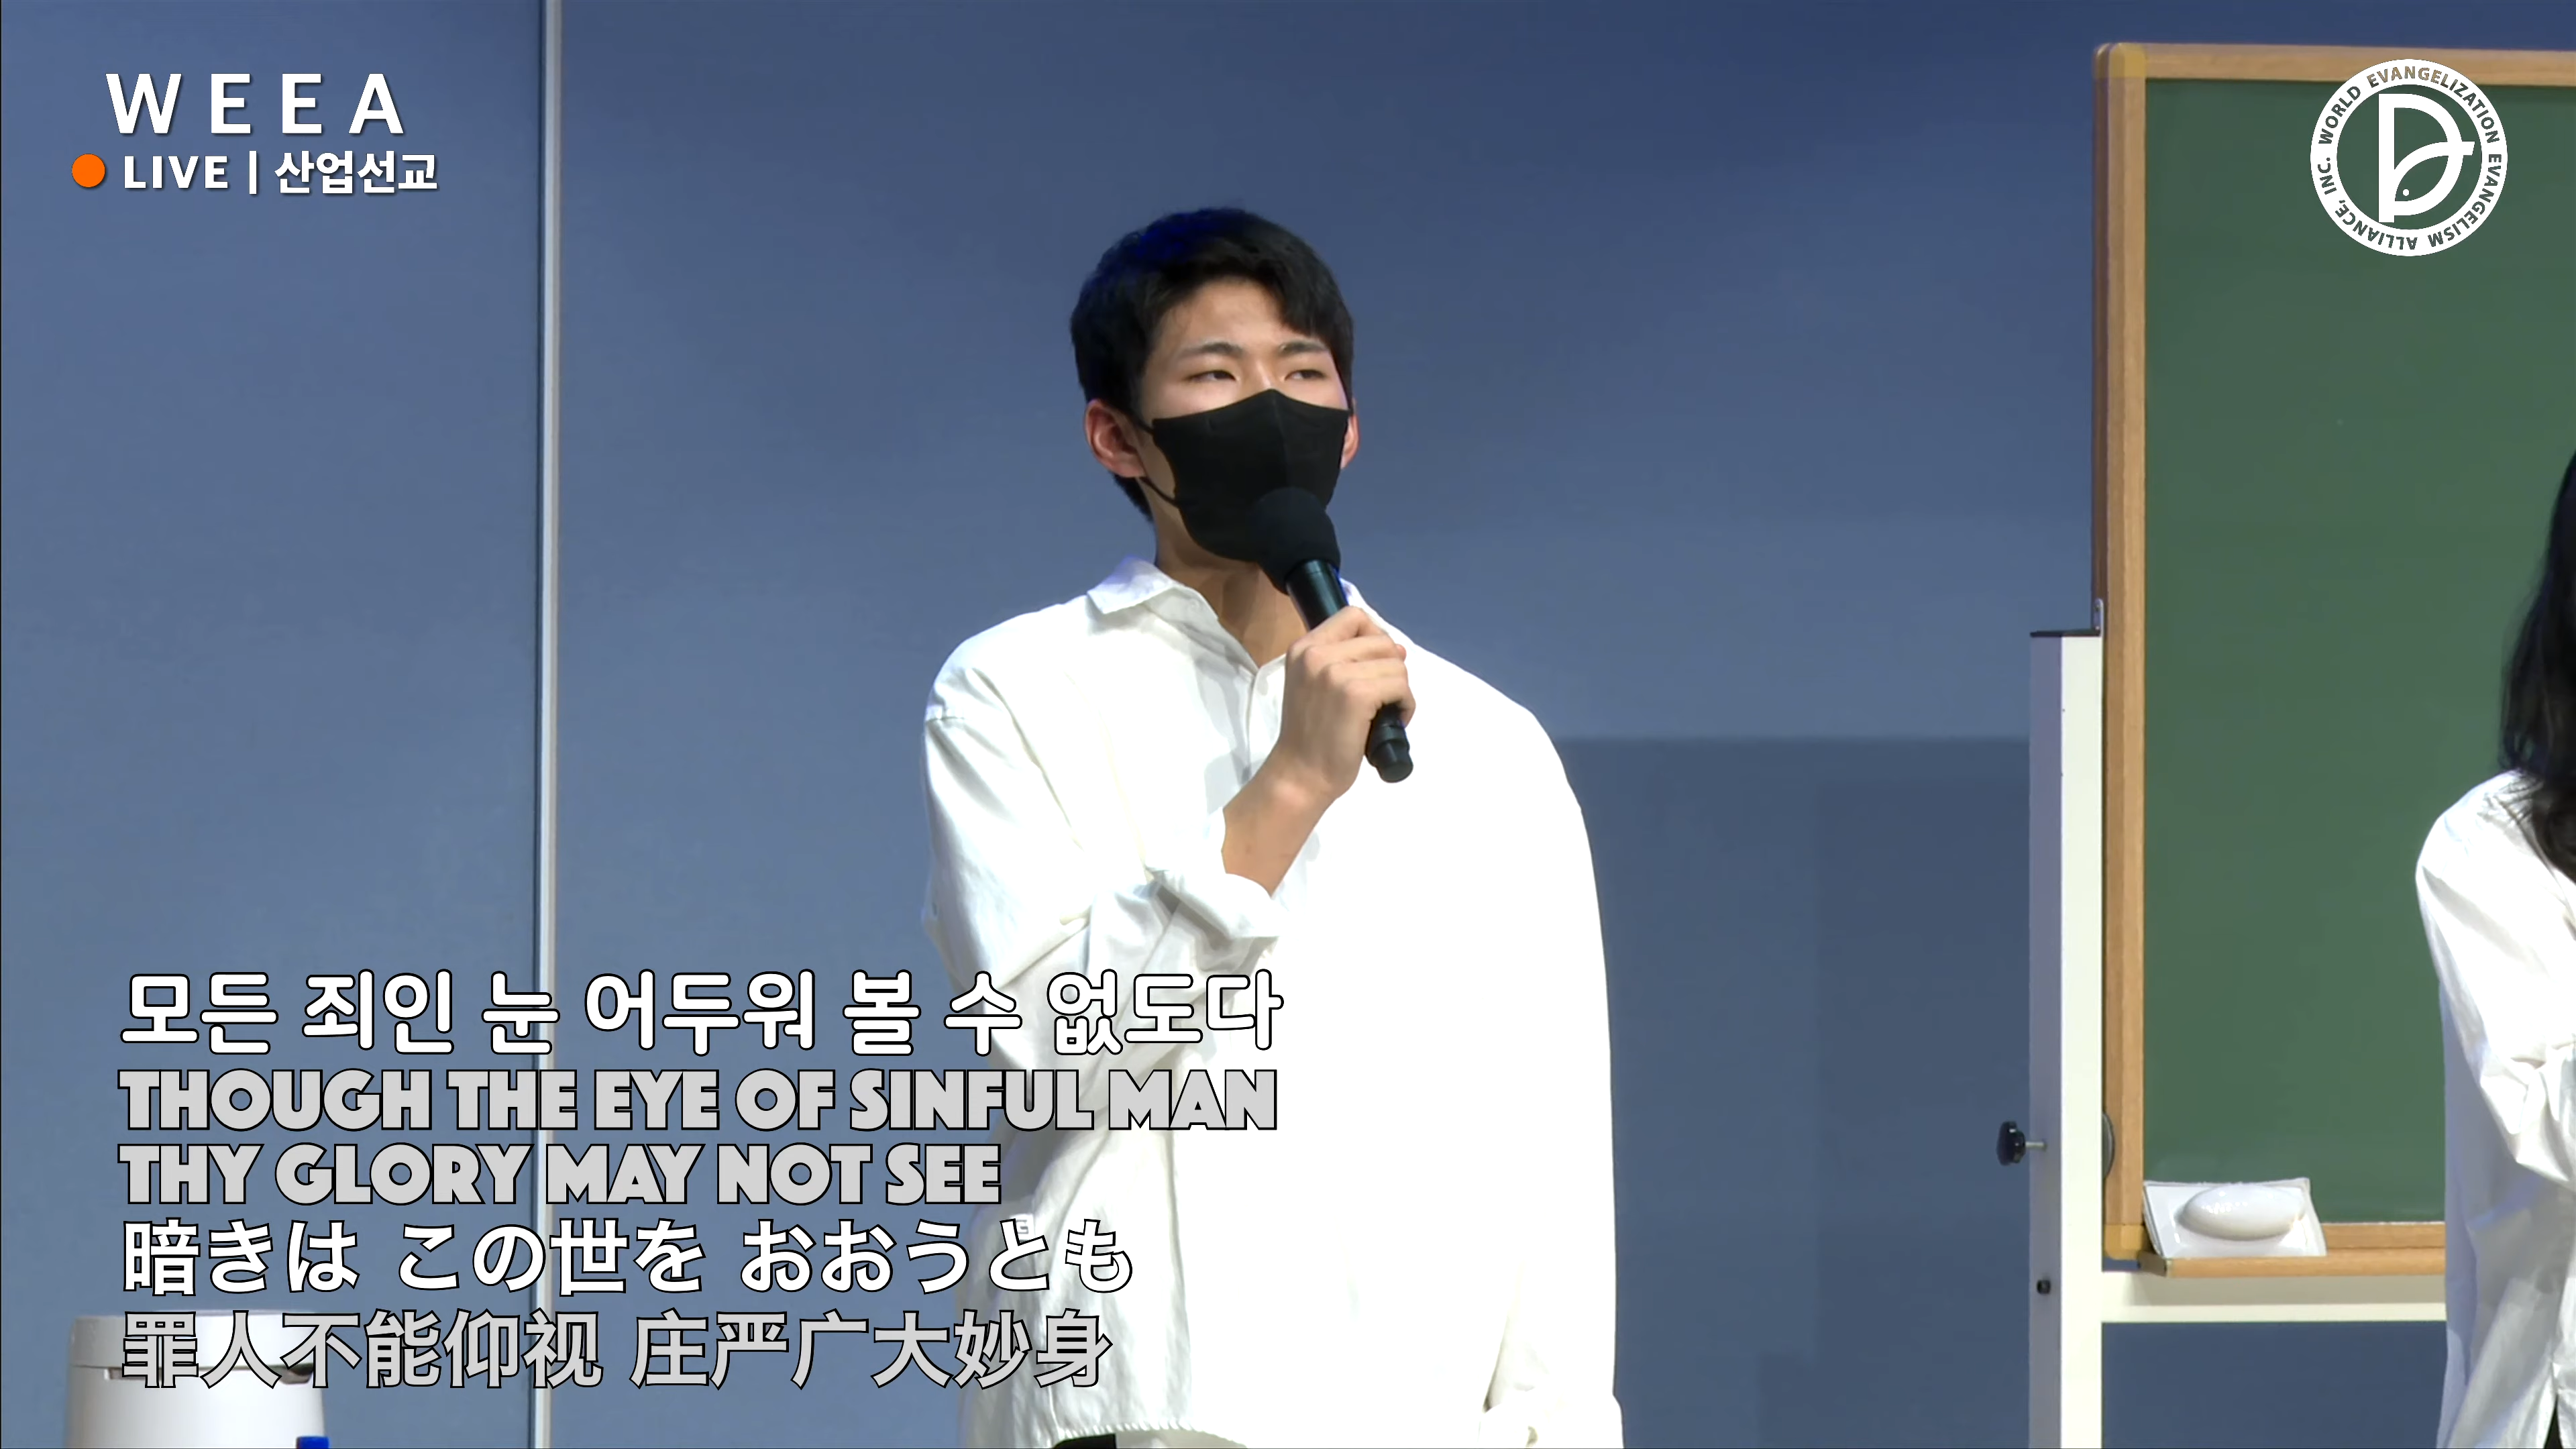 W E E A
LIVE | 산업선교
WORLD EVANGELIZATION EVANGELISM ALLIANCE, INC.
모든 죄인 눈 어두워 볼 수 없도다
THOUGH THE EYE OF SINFUL MAN
THY GLORY MAY NOT SEE
暗きは この世を おおうとも
罪人不能仰视 庄严广大妙身